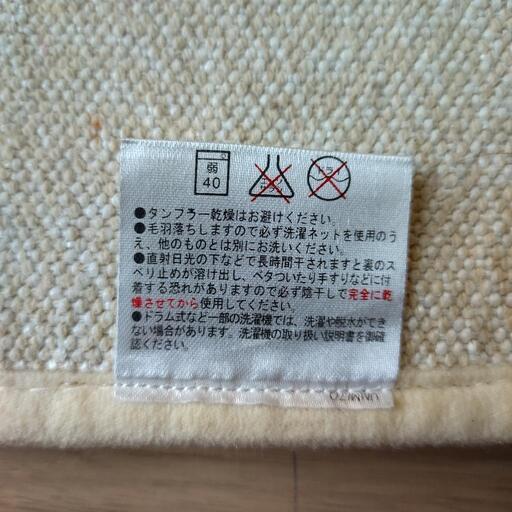 弱
40
●タンブラー乾燥はお避けください。
●毛羽落ちしますので必ず洗濯ネットを使用のう
え、他のものとは別にお洗いください。
●直射日光の下などで長時間干されますと裏のス
ベリ止めが溶け出し、ベタついたり手すりなどに付
着する恐れがありますので必ず陰干しで完全に乾
燥させてから使用してください。
●ドラム式など一部の洗濯機では、洗濯や脱水ができ
ない場合があります。洗濯機の取り扱い説明書を御確
認ください。